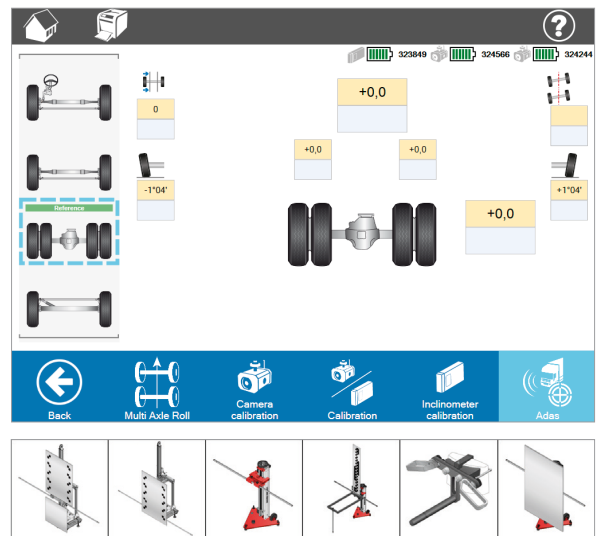 ?
323849 324566 324244
+0,0
0
+0,0 +0,0
Reference
-1°04' +1°04'
+0,0
Back
Multi Axle Roll
Camera
calibration
Calibration
Inclinometer
calibration
Adas